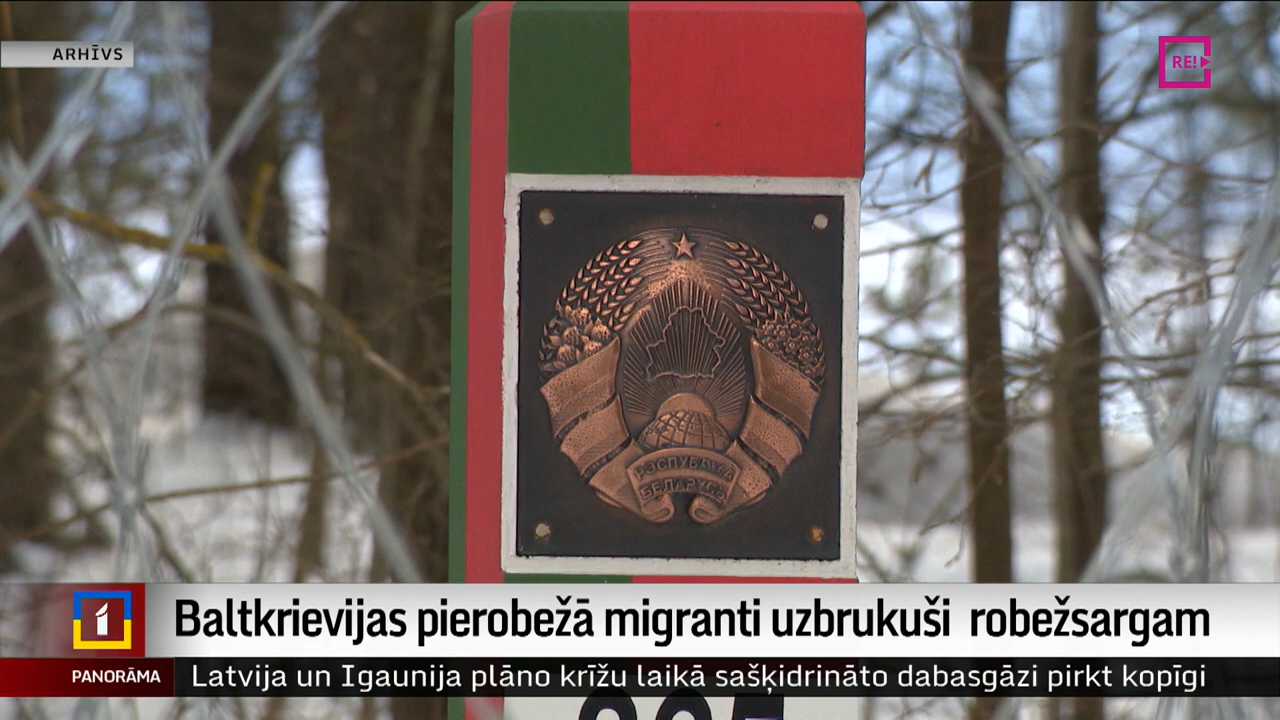 ARHĪVS
RE!
РЭСПУБЛІКА
БЕЛАРУСЬ
1
Baltkrievijas pierobežā migranti uzbrukuši robežsargam
PANORĀMA
Latvija un Igaunija plāno krīžu laikā sašķidrināto dabasgāzi pirkt kopīgi